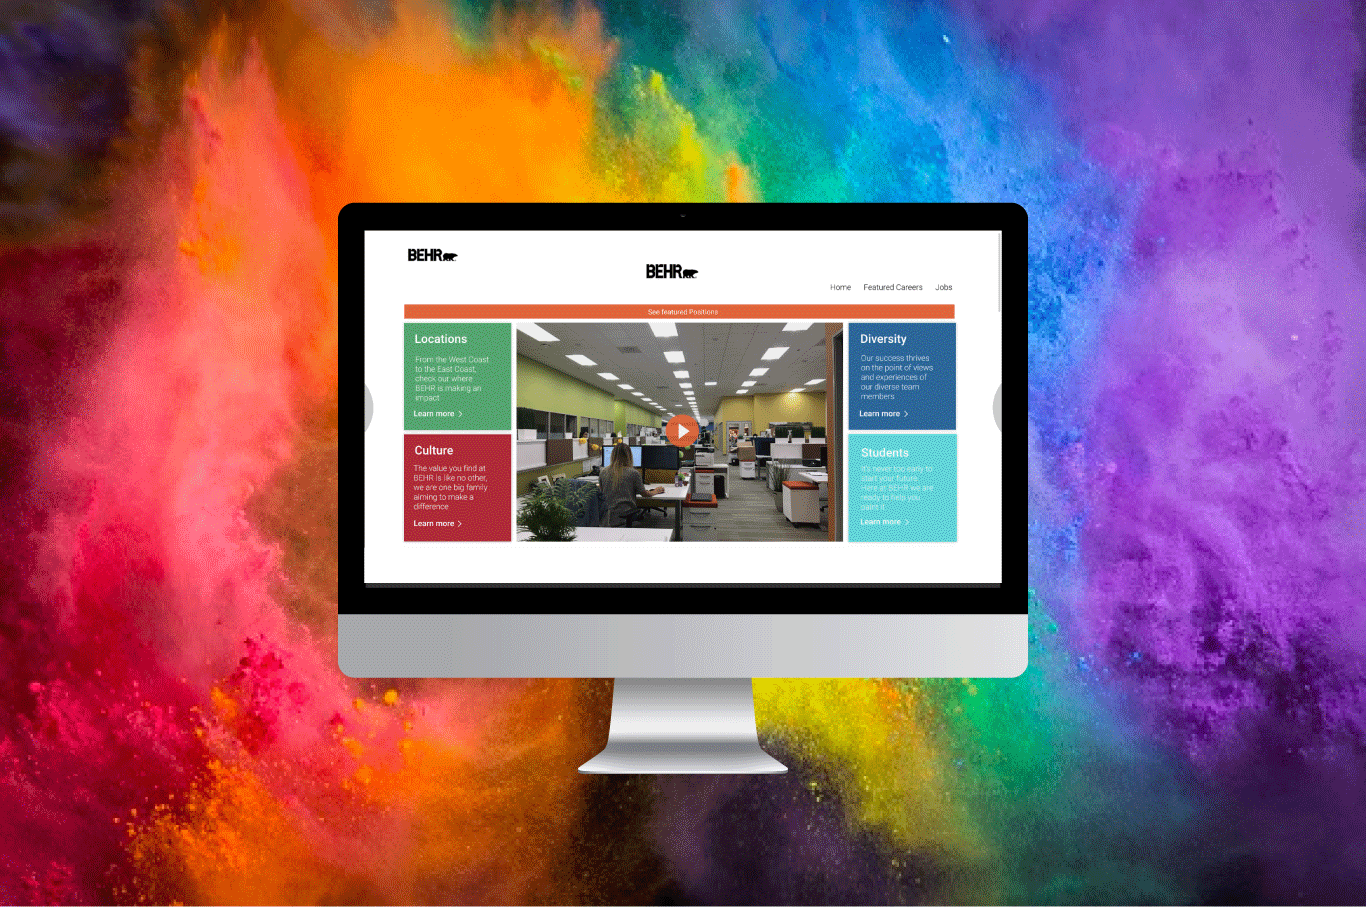 BEHR
BEHR
Home Featured Careers Jobs
See featured Positions
Locations
From the West Coast
to the East Coast,
check our where
BEHR is making an
impact
Learn more >
Culture
The value you find at
BEHR is like no other,
we are one big family
aiming to make a
difference
Learn more >
Diversity
Our success thrives
on the point of views
and experiences of
our diverse team
members
Learn more >
Students
It's never too early to
start your future.
Here at BEHR we are
ready to help you
paint it
Learn more >